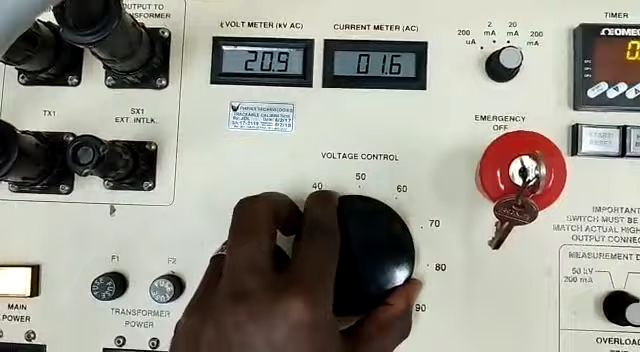 OUTPUT TO
TRANSFORMER
VOLT METER (kV AC)
CURRENT METER (AC)
20.9
01.6
200 uA
2 mA
20 mA
200 mA
TIMER
TX1
SX1
EXT. INTLK.
EMERGENCY
OFF
START/
RESET
VOLTAGE CONTROL
40
50
60
70
80
90
IMPORTANT
SWITCH MUST BE
MATCH ACTUAL HIGH
OUTPUT CONNEC
MEASUREMENT
50 kV
200 mA
MAIN
POWER
F1
F2
TRANSFORMER
POWER
OVERLOA